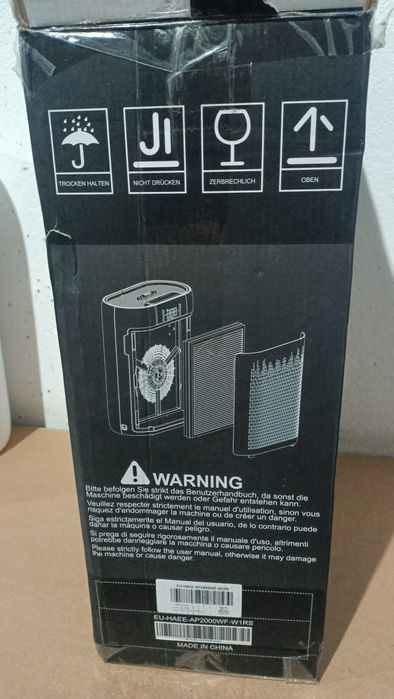 TROCKEN HALTEN
NICHT DRÜCKEN
ZERBRECHLICH
OBEN
WARNING
Bitte befolgen Sie strikt das Benutzerhandbuch, da sonst die
Maschine beschädigt werden oder Gefahr entstehen kann.
Veuillez respecter strictement le manuel d'utilisation, sinon vous
risquez d'endommager la machine ou de créer un danger.
Siga estrictamente el Manual del usuario, de lo contrario puede
dañar la máquina o causar peligro.
Si prega di seguire rigorosamente il manuale d'uso, altrimenti
potrebbe danneggiare la macchina o causare pericolo.
Please strictly follow the user manual, otherwise it may damage
the machine or cause danger.
EU-HAEE-AP2000WF-W1RS
EU-HAEE-AP2000WF-W1RS
MADE IN CHINA